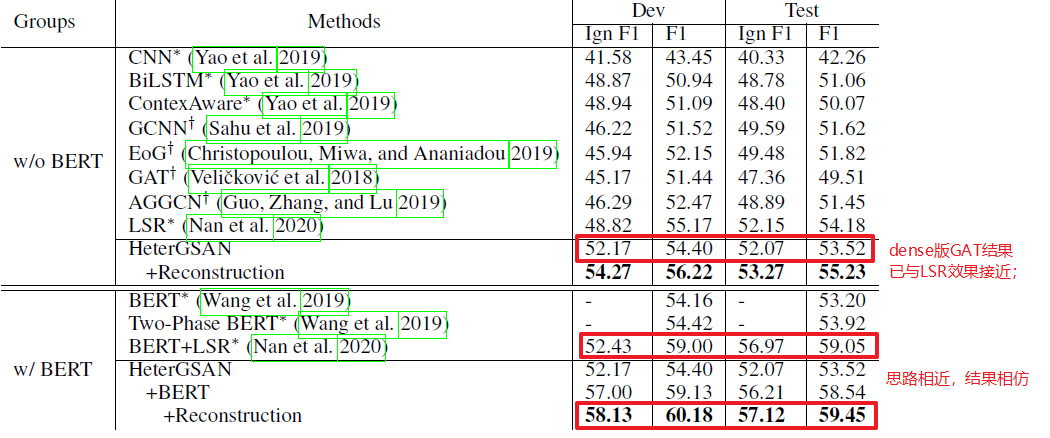 Groups Methods Dev Test
Ign F1 F1 Ign F1 F1
w/o BERT
CNN* (Yao et al. 2019) 41.58 43.45 40.33 42.26
BiLSTM* (Yao et al. 2019) 48.87 50.94 48.78 51.06
ContexAware* (Yao et al. 2019) 48.94 51.09 48.40 50.07
GCNN† (Sahu et al. 2019) 46.22 51.52 49.59 51.62
EoG† (Christopoulou, Miwa, and Ananiadou 2019) 45.94 52.15 49.48 51.82
GAT† (Veličković et al. 2018) 45.17 51.44 47.36 49.51
AGGCN† (Guo, Zhang, and Lu 2019) 46.29 52.47 48.89 51.45
LSR* (Nan et al. 2020) 48.82 55.17 52.15 54.18
HeterGSAN 52.17 54.40 52.07 53.52
+Reconstruction 54.27 56.22 53.27 55.23
dense版GAT结果
已与LSR效果接近；
w/ BERT
BERT* (Wang et al. 2019) - 54.16 - 53.20
Two-Phase BERT* (Wang et al. 2019) - 54.42 - 53.92
BERT+LSR* (Nan et al. 2020) 52.43 59.00 56.97 59.05
HeterGSAN 52.17 54.40 52.07 53.52
+BERT 57.00 59.13 56.21 58.54
+Reconstruction 58.13 60.18 57.12 59.45
思路相近，结果相仿